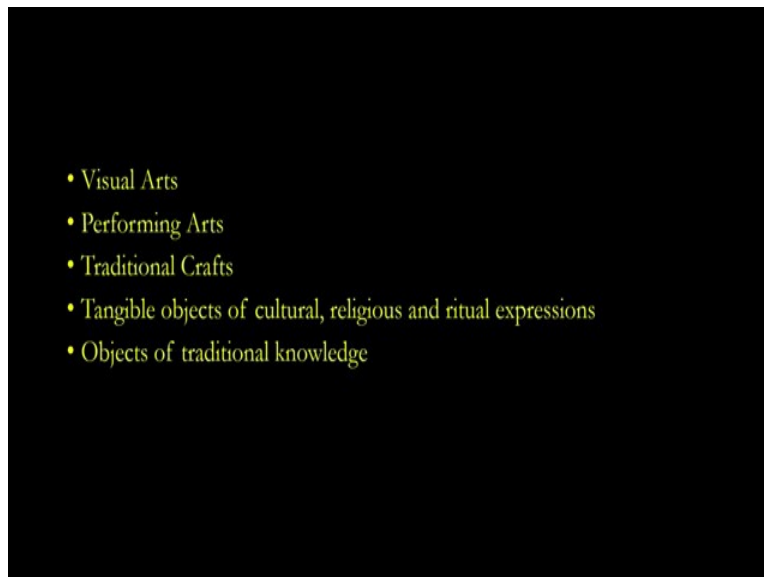 • Visual Arts
• Performing Arts
• Traditional Crafts
• Tangible objects of cultural, religious and ritual expressions
• Objects of traditional knowledge